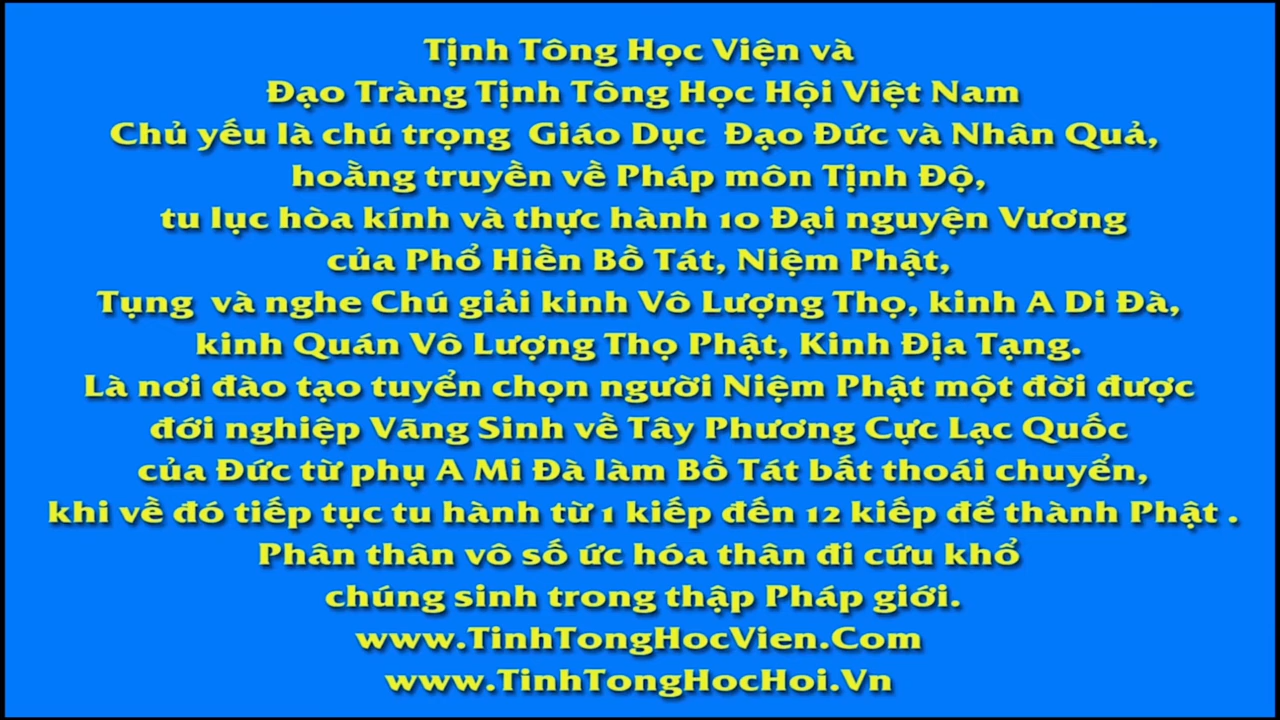 Tịnh Tông Học Viện và
Đạo Tràng Tịnh Tông Học Hội Việt Nam
Chủ yếu là chú trọng Giáo Dục Đạo Đức và Nhân Quả,
hoằng truyền về Pháp môn Tịnh Độ,
tu lục hòa kính và thực hành 10 Đại nguyện Vương
của Phổ Hiền Bồ Tát, Niệm Phật,
Tụng và nghe Chú giải kinh Vô Lượng Thọ, kinh A Di Đà,
kinh Quán Vô Lượng Thọ Phật, Kinh Địa Tạng.
Là nơi đào tạo tuyển chọn người Niệm Phật một đời được
đới nghiệp Vãng Sinh về Tây Phương Cực Lạc Quốc
của Đức từ phụ A Mi Đà làm Bồ Tát bất thoái chuyển,
khi về đó tiếp tục tu hành từ 1 kiếp đến 12 kiếp để thành Phật .
Phân thân vô số ức hóa thân đi cứu khổ
chúng sinh trong thập Pháp giới.
www.TinhTongHocVien.Com
www.TinhTongHocHoi.Vn